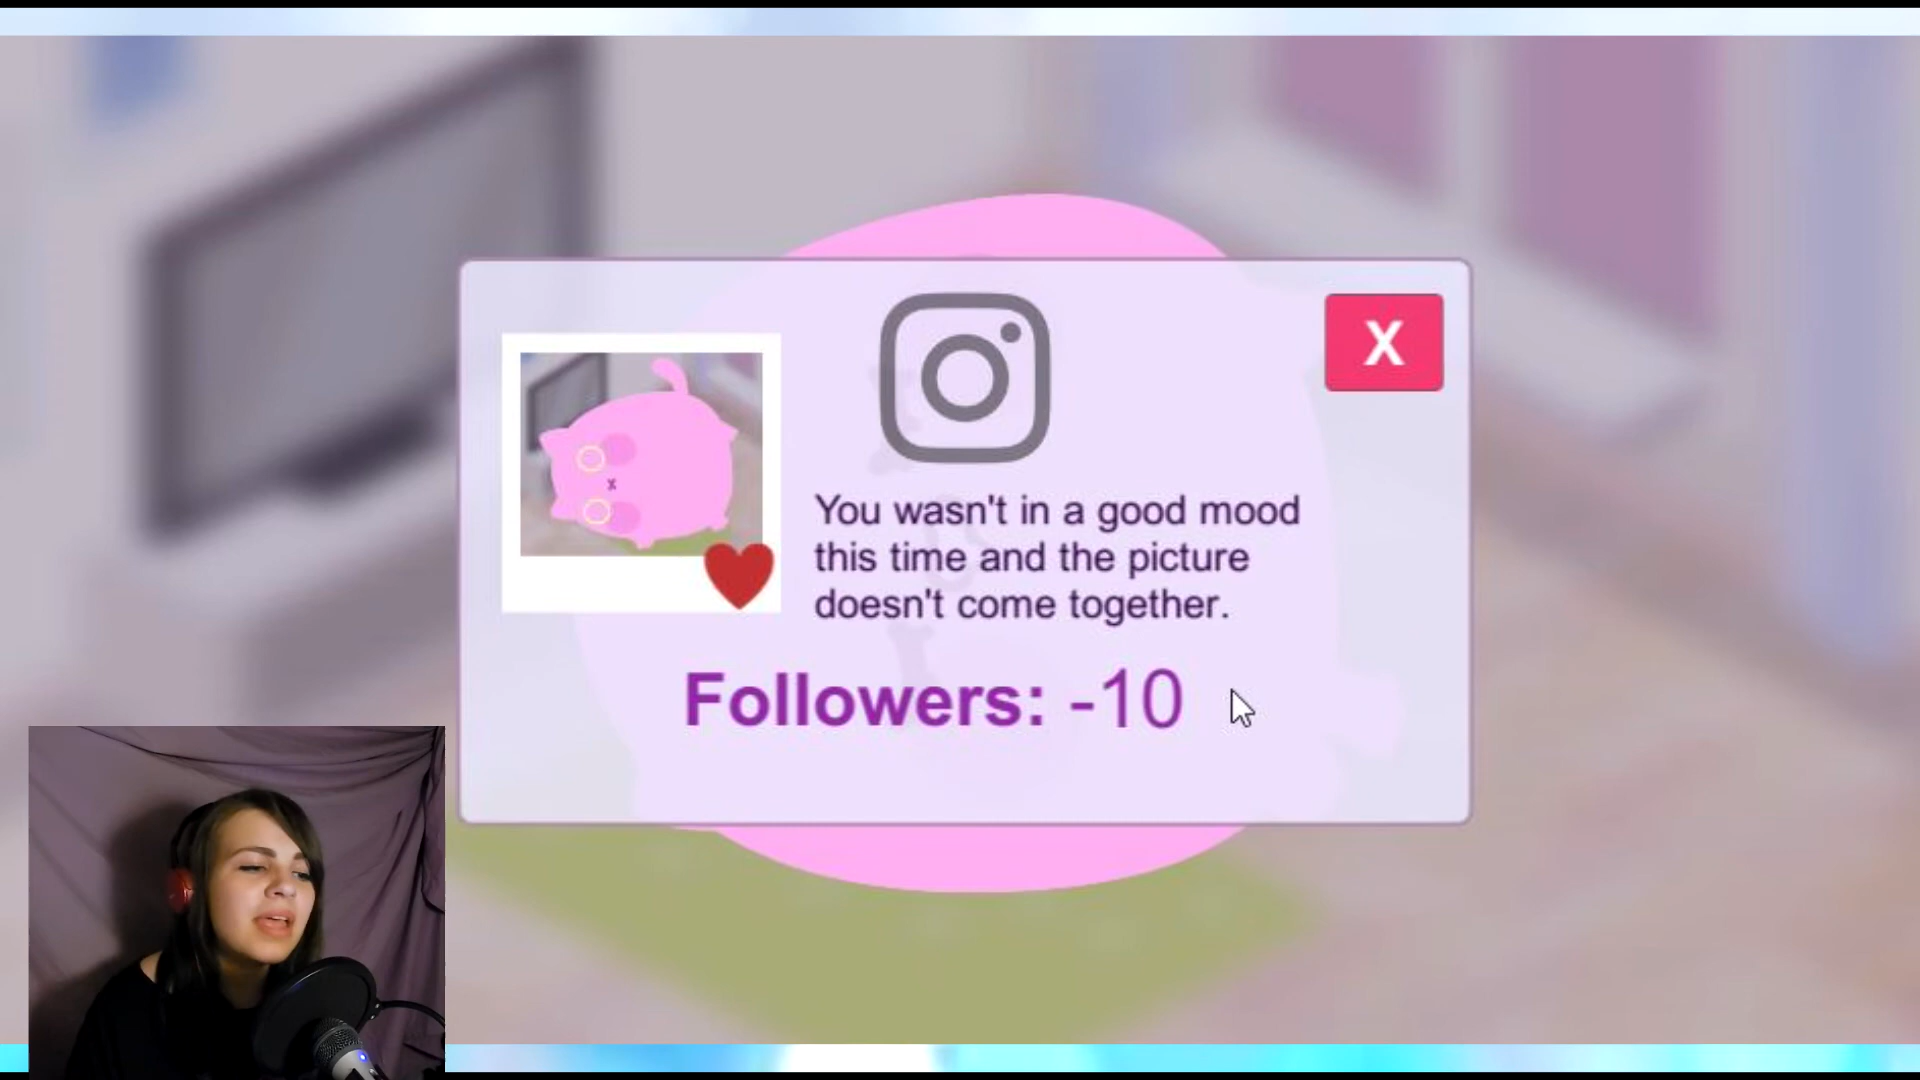 X
You wasn't in a good mood
this time and the picture
doesn't come together.
Followers: -10